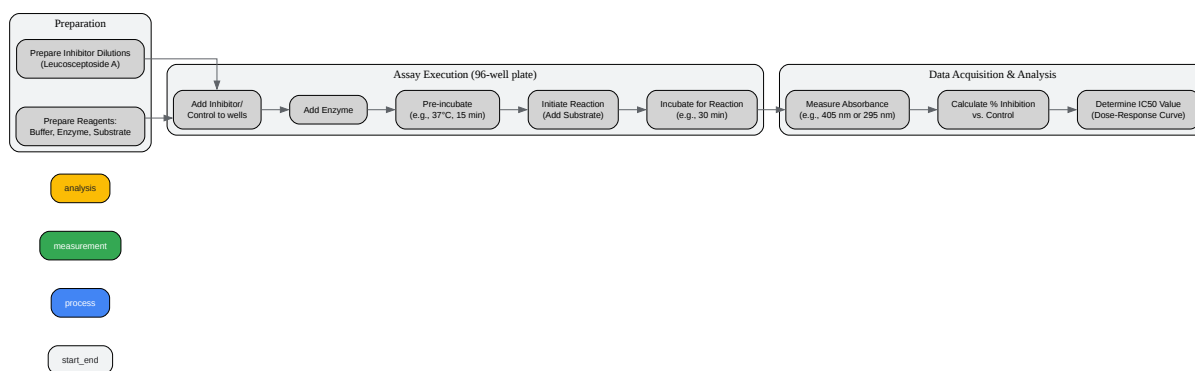 Preparation
Prepare Inhibitor Dilutions
(Leucosceptoside A)
Prepare Reagents:
Buffer, Enzyme, Substrate
Assay Execution (96-well plate)
Add Inhibitor/
Control to wells
Add Enzyme
Pre-incubate
(e.g., 37°C, 15 min)
Initiate Reaction
(Add Substrate)
Incubate for Reaction
(e.g., 30 min)
Data Acquisition & Analysis
Measure Absorbance
(e.g., 405 nm or 295 nm)
Calculate % Inhibition
vs. Control
Determine IC50 Value
(Dose-Response Curve)
analysis
measurement
process
start_end